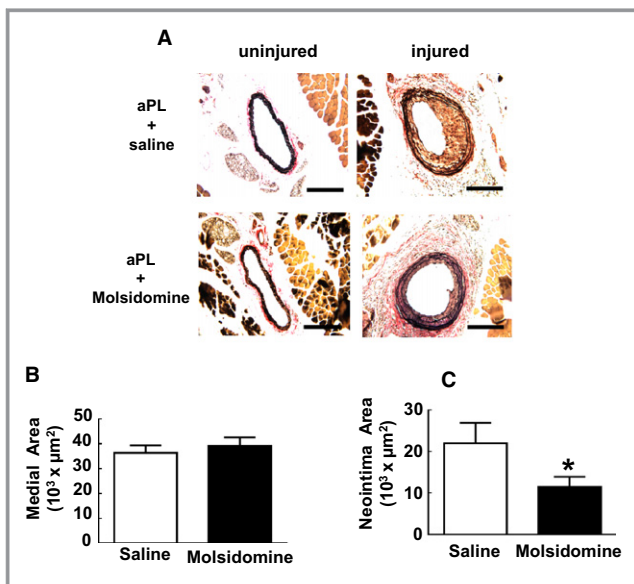 A
uninjured injured
aPL
+
saline
aPL
+
Molsidomine
B
Medial Area
(10³ x µm²)
50
40
30
20
10
0
Saline Molsidomine
C
Neointima Area
(10³ x µm²)
30
20
10
0
*
Saline Molsidomine